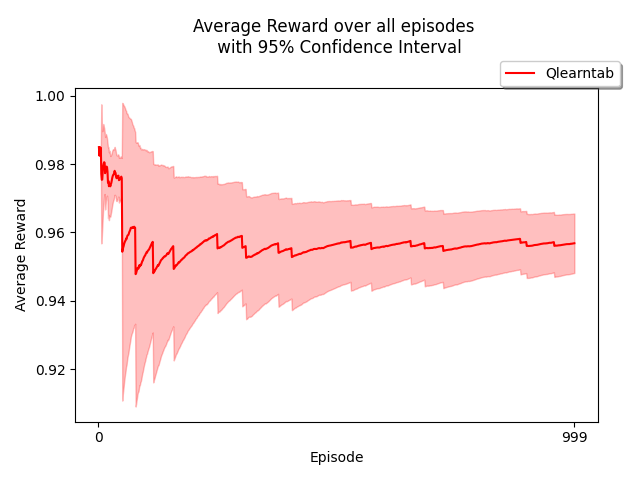 Average Reward over all episodes
with 95% Confidence Interval
Qlearntab
1.00
0.98
0.96
0.94
0.92
Average Reward
0
999
Episode